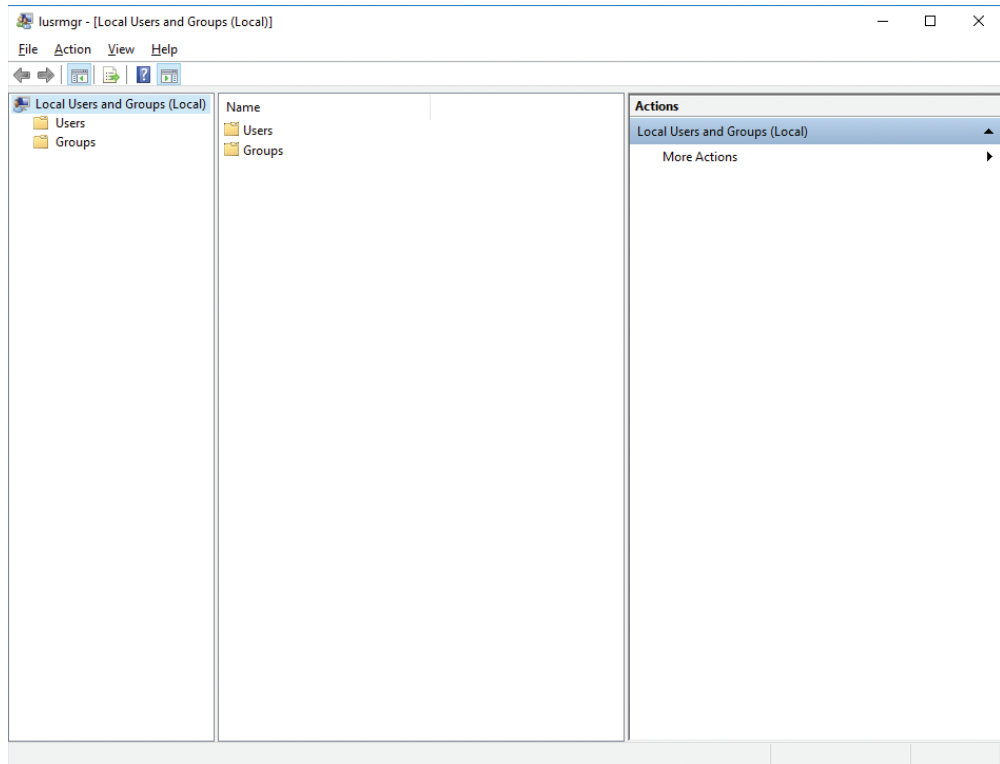 lusrmgr - [Local Users and Groups (Local)]
File Action View Help
Local Users and Groups (Local)
Users
Groups
Name
Users
Groups
Actions
Local Users and Groups (Local)
More Actions